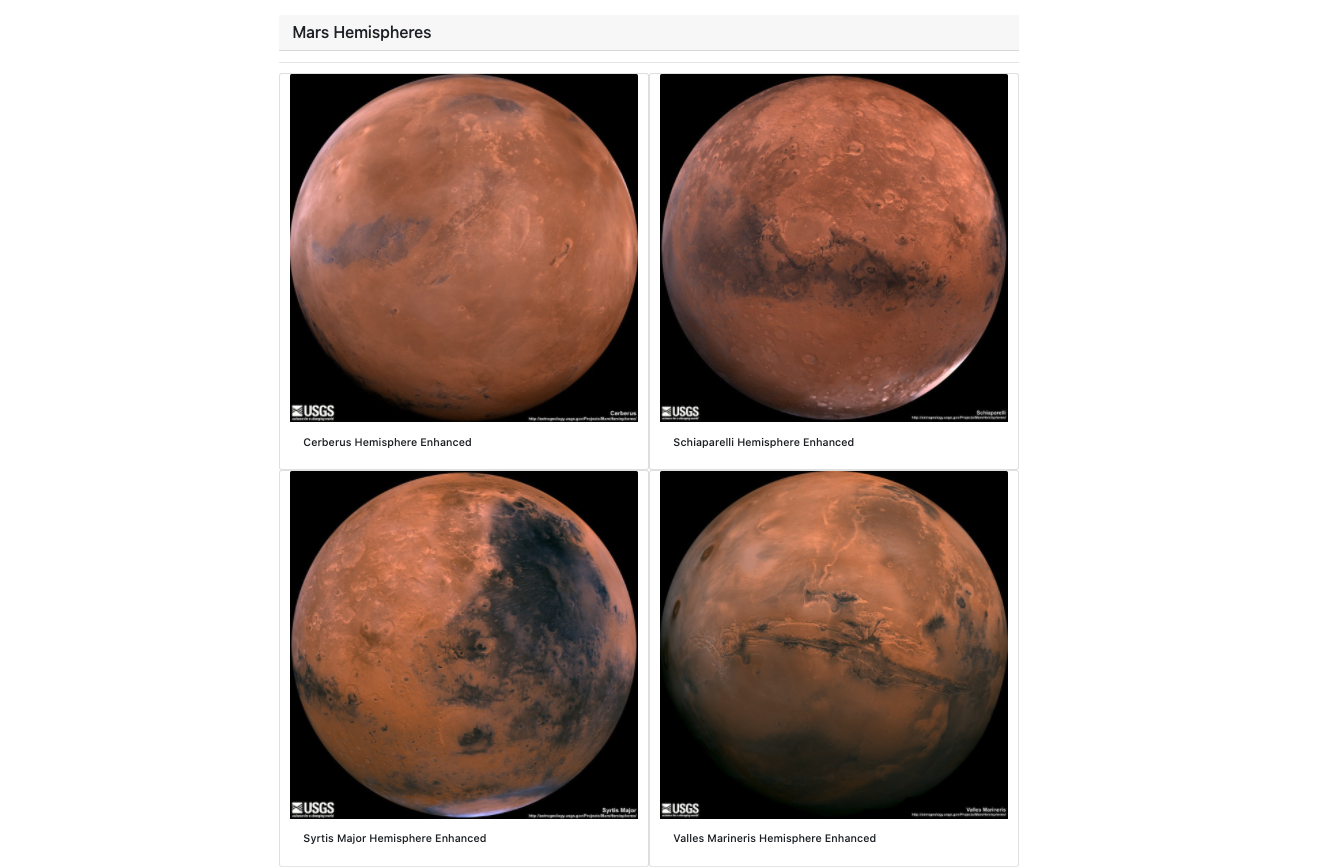 Mars Hemispheres
USGS
science for a changing world
Cerberus
http://astrogeology.usgs.gov/Projects/MarsHemispheres/
USGS
science for a changing world
Schiaparelli
http://astrogeology.usgs.gov/Projects/MarsHemispheres/
Cerberus Hemisphere Enhanced
Schiaparelli Hemisphere Enhanced
USGS
science for a changing world
Syrtis Major
http://astrogeology.usgs.gov/Projects/MarsHemispheres/
USGS
science for a changing world
Valles Marineris
http://astrogeology.usgs.gov/Projects/MarsHemispheres/
Syrtis Major Hemisphere Enhanced
Valles Marineris Hemisphere Enhanced